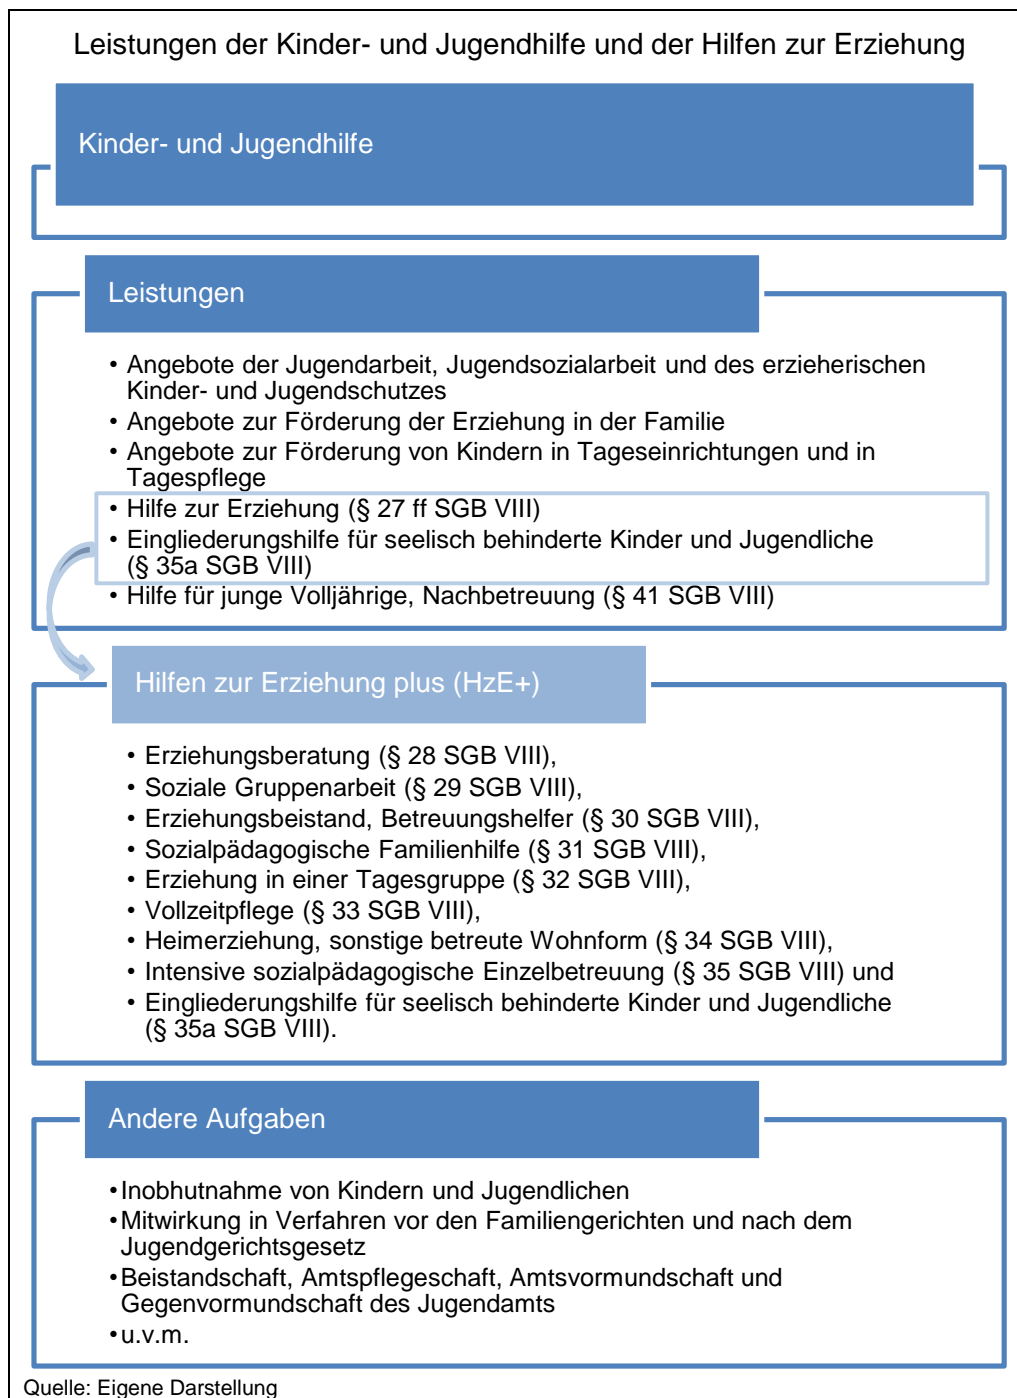 Leistungen der Kinder- und Jugendhilfe und der Hilfen zur Erziehung
Kinder- und Jugendhilfe
Leistungen
• Angebote der Jugendarbeit, Jugendsozialarbeit und des erzieherischen
Kinder- und Jugendschutzes
• Angebote zur Förderung der Erziehung in der Familie
• Angebote zur Förderung von Kindern in Tageseinrichtungen und in
Tagespflege
• Hilfe zur Erziehung (§ 27 ff SGB VIII)
• Eingliederungshilfe für seelisch behinderte Kinder und Jugendliche
(§ 35a SGB VIII)
• Hilfe für junge Volljährige, Nachbetreuung (§ 41 SGB VIII)
Hilfen zur Erziehung plus (HzE+)
• Erziehungsberatung (§ 28 SGB VIII),
• Soziale Gruppenarbeit (§ 29 SGB VIII),
• Erziehungsbeistand, Betreuungshelfer (§ 30 SGB VIII),
• Sozialpädagogische Familienhilfe (§ 31 SGB VIII),
• Erziehung in einer Tagesgruppe (§ 32 SGB VIII),
• Vollzeitpflege (§ 33 SGB VIII),
• Heimerziehung, sonstige betreute Wohnform (§ 34 SGB VIII),
• Intensive sozialpädagogische Einzelbetreuung (§ 35 SGB VIII) und
• Eingliederungshilfe für seelisch behinderte Kinder und Jugendliche
(§ 35a SGB VIII).
Andere Aufgaben
•Inobhutnahme von Kindern und Jugendlichen
•Mitwirkung in Verfahren vor den Familiengerichten und nach dem
Jugendgerichtsgesetz
•Beistandschaft, Amtspflegeschaft, Amtsvormundschaft und
Gegenvormundschaft des Jugendamts
•u.v.m.
Quelle: Eigene Darstellung